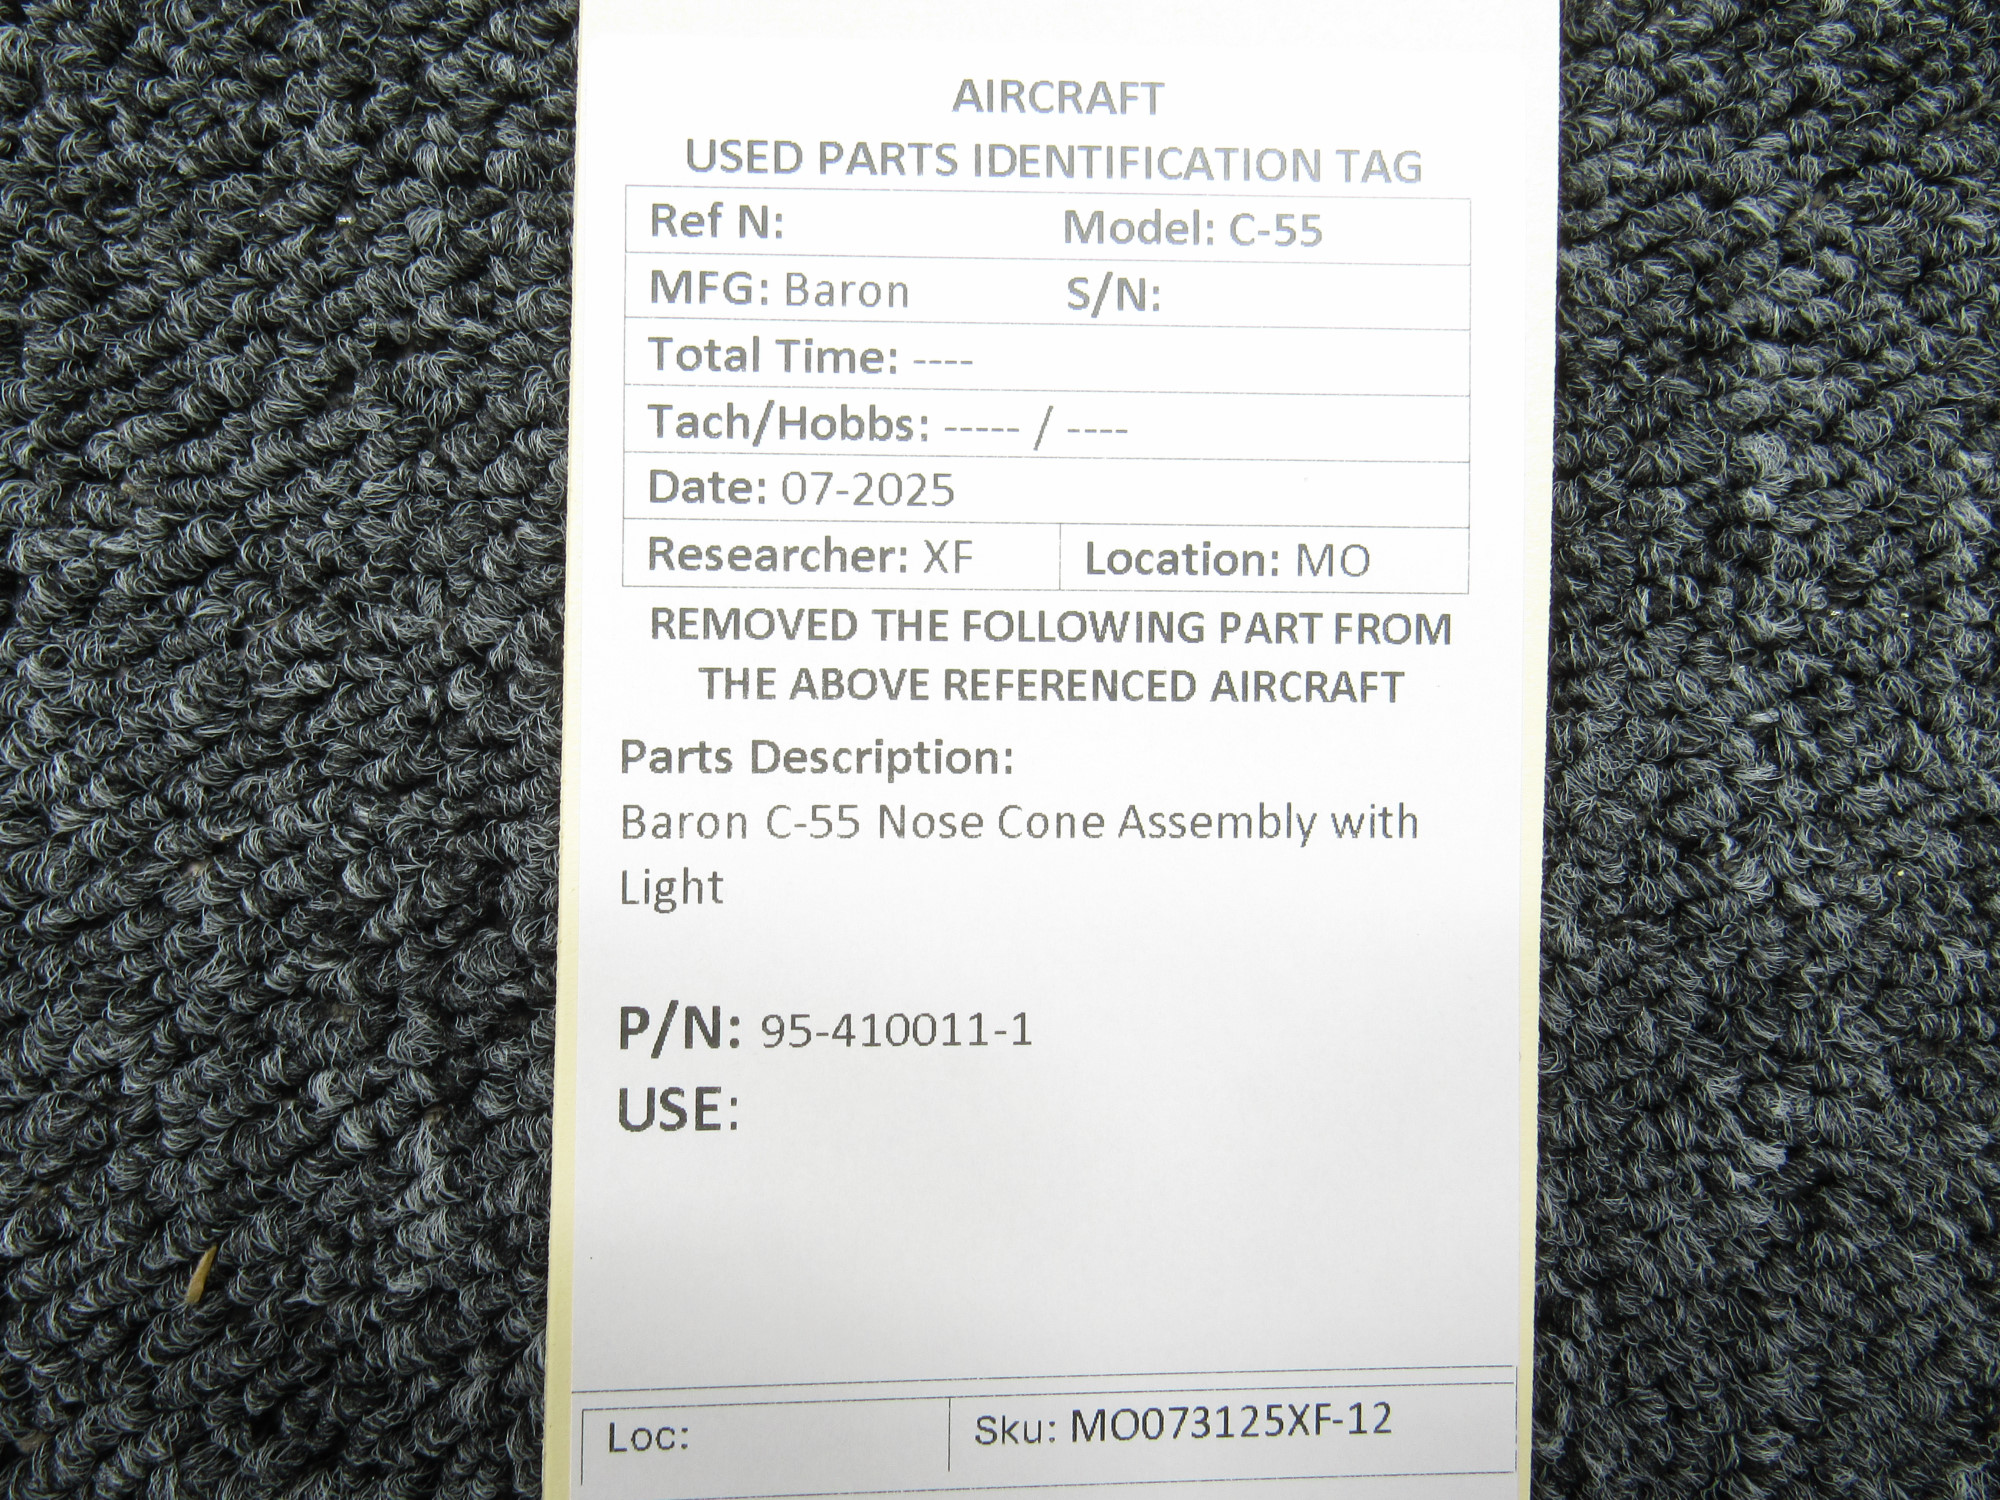 AIRCRAFT
USED PARTS IDENTIFICATION TAG
Ref N: Model: C-55
MFG: Baron S/N:
Total Time: ----
Tach/Hobbs: ----- / ----
Date: 07-2025
Researcher: XF Location: MO
REMOVED THE FOLLOWING PART FROM
THE ABOVE REFERENCED AIRCRAFT
Parts Description:
Baron C-55 Nose Cone Assembly with
Light
P/N: 95-410011-1
USE:
Loc: Sku: MO073125XF-12